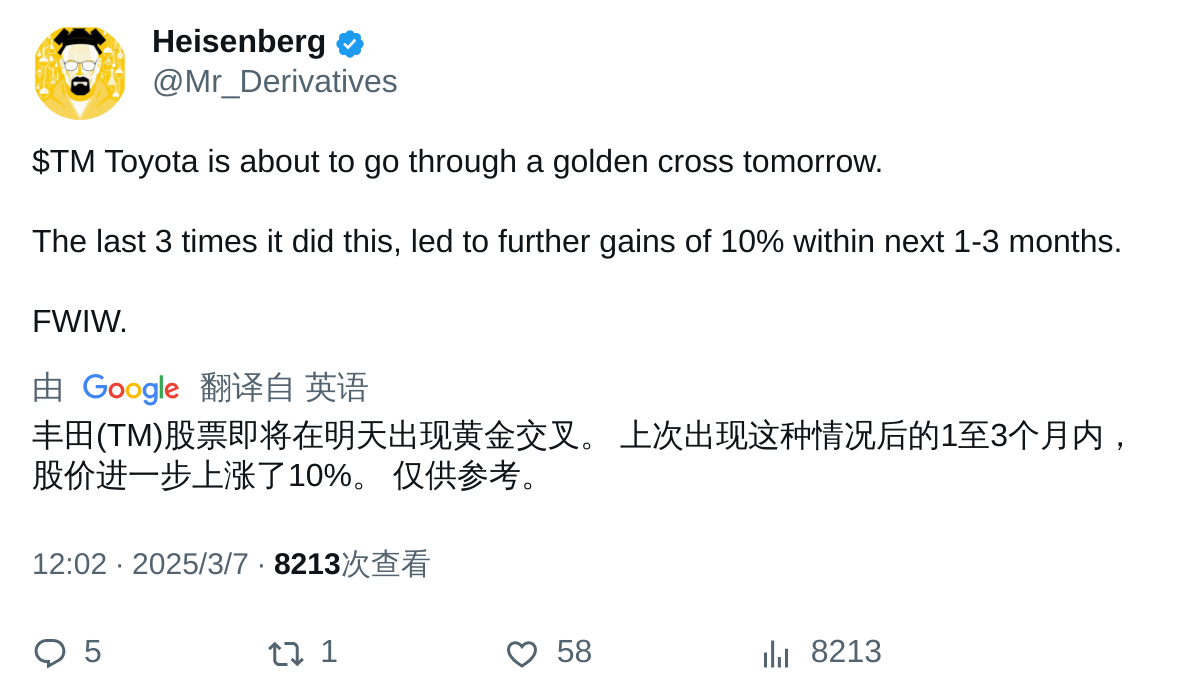 Heisenberg
@Mr_Derivatives
$TM Toyota is about to go through a golden cross tomorrow.
The last 3 times it did this, led to further gains of 10% within next 1-3 months.
FWIW.
由 Google 翻译自 英语
丰田(TM)股票即将在明天出现黄金交叉。 上次出现这种情况后的1至3个月内，
股价进一步上涨了10%。 仅供参考。
12:02 · 2025/3/7 · 8213次查看
5 1 58 8213